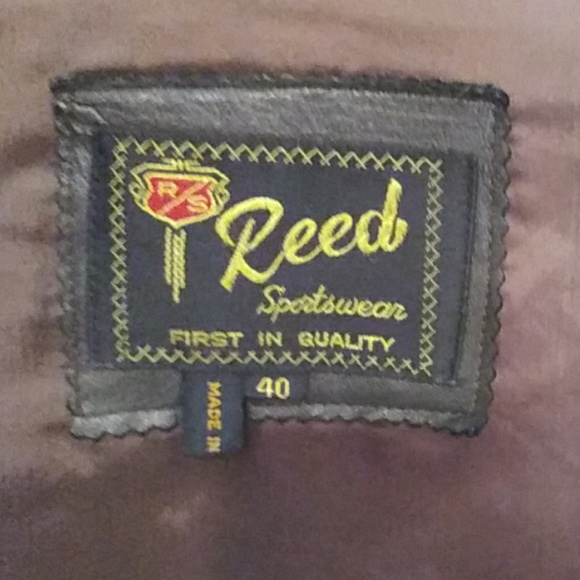 R/S
Reed
Sportswear
FIRST IN QUALITY
40
MADE IN